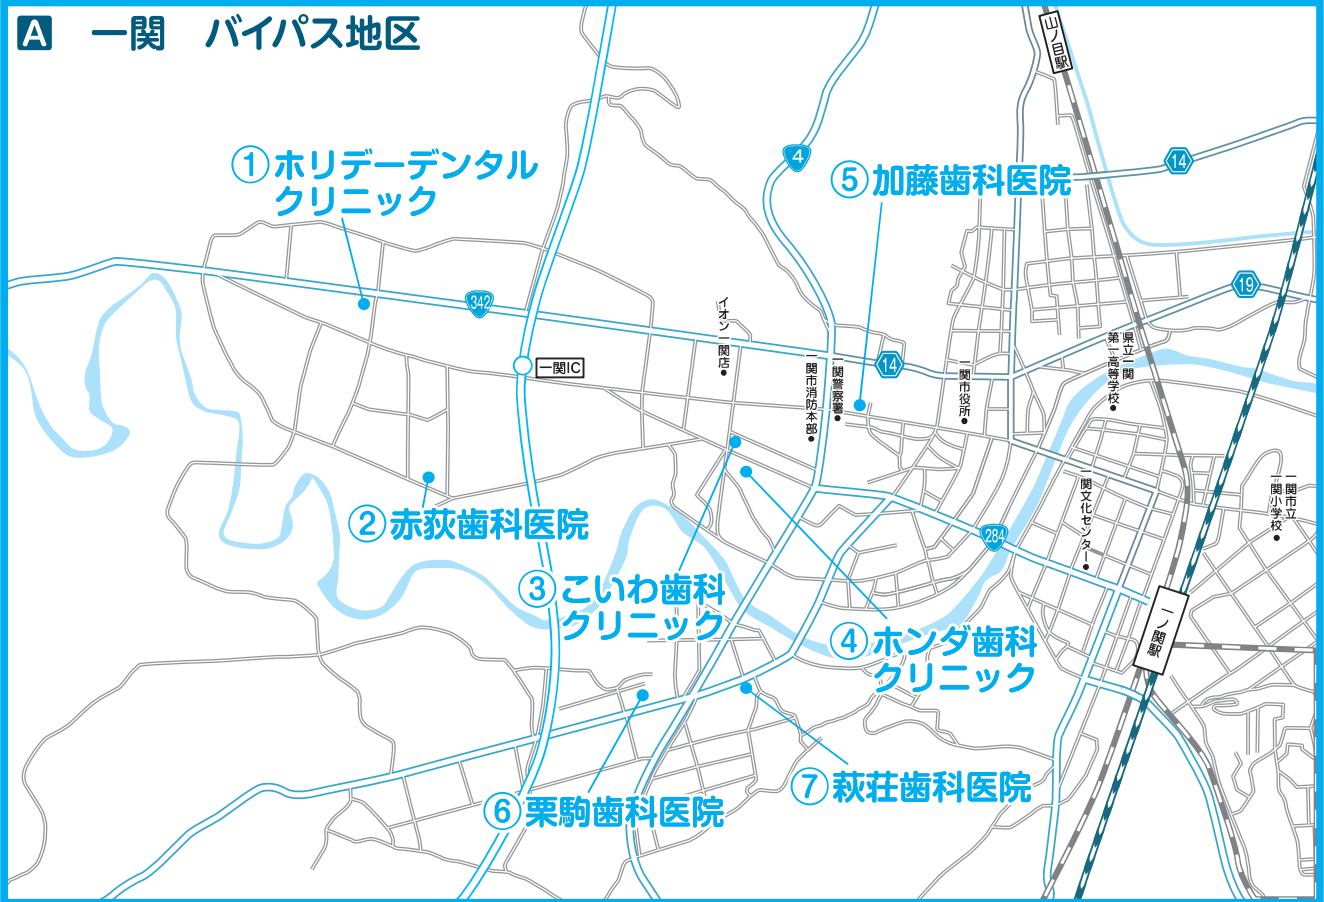 A 一関　バイパス地区
山ノ目駅
4
14
①ホリデーデンタル
クリニック
⑤加藤歯科医院
19
342
イオン一関店
一関IC
14
一関市消防本部
一関警察署
一関市役所
県立一関
第一高等学校
②赤荻歯科医院
一関文化センター
一関市立
一関小学校
284
③こいわ歯科
クリニック
④ホンダ歯科
クリニック
一ノ関駅
⑥栗駒歯科医院
⑦萩荘歯科医院